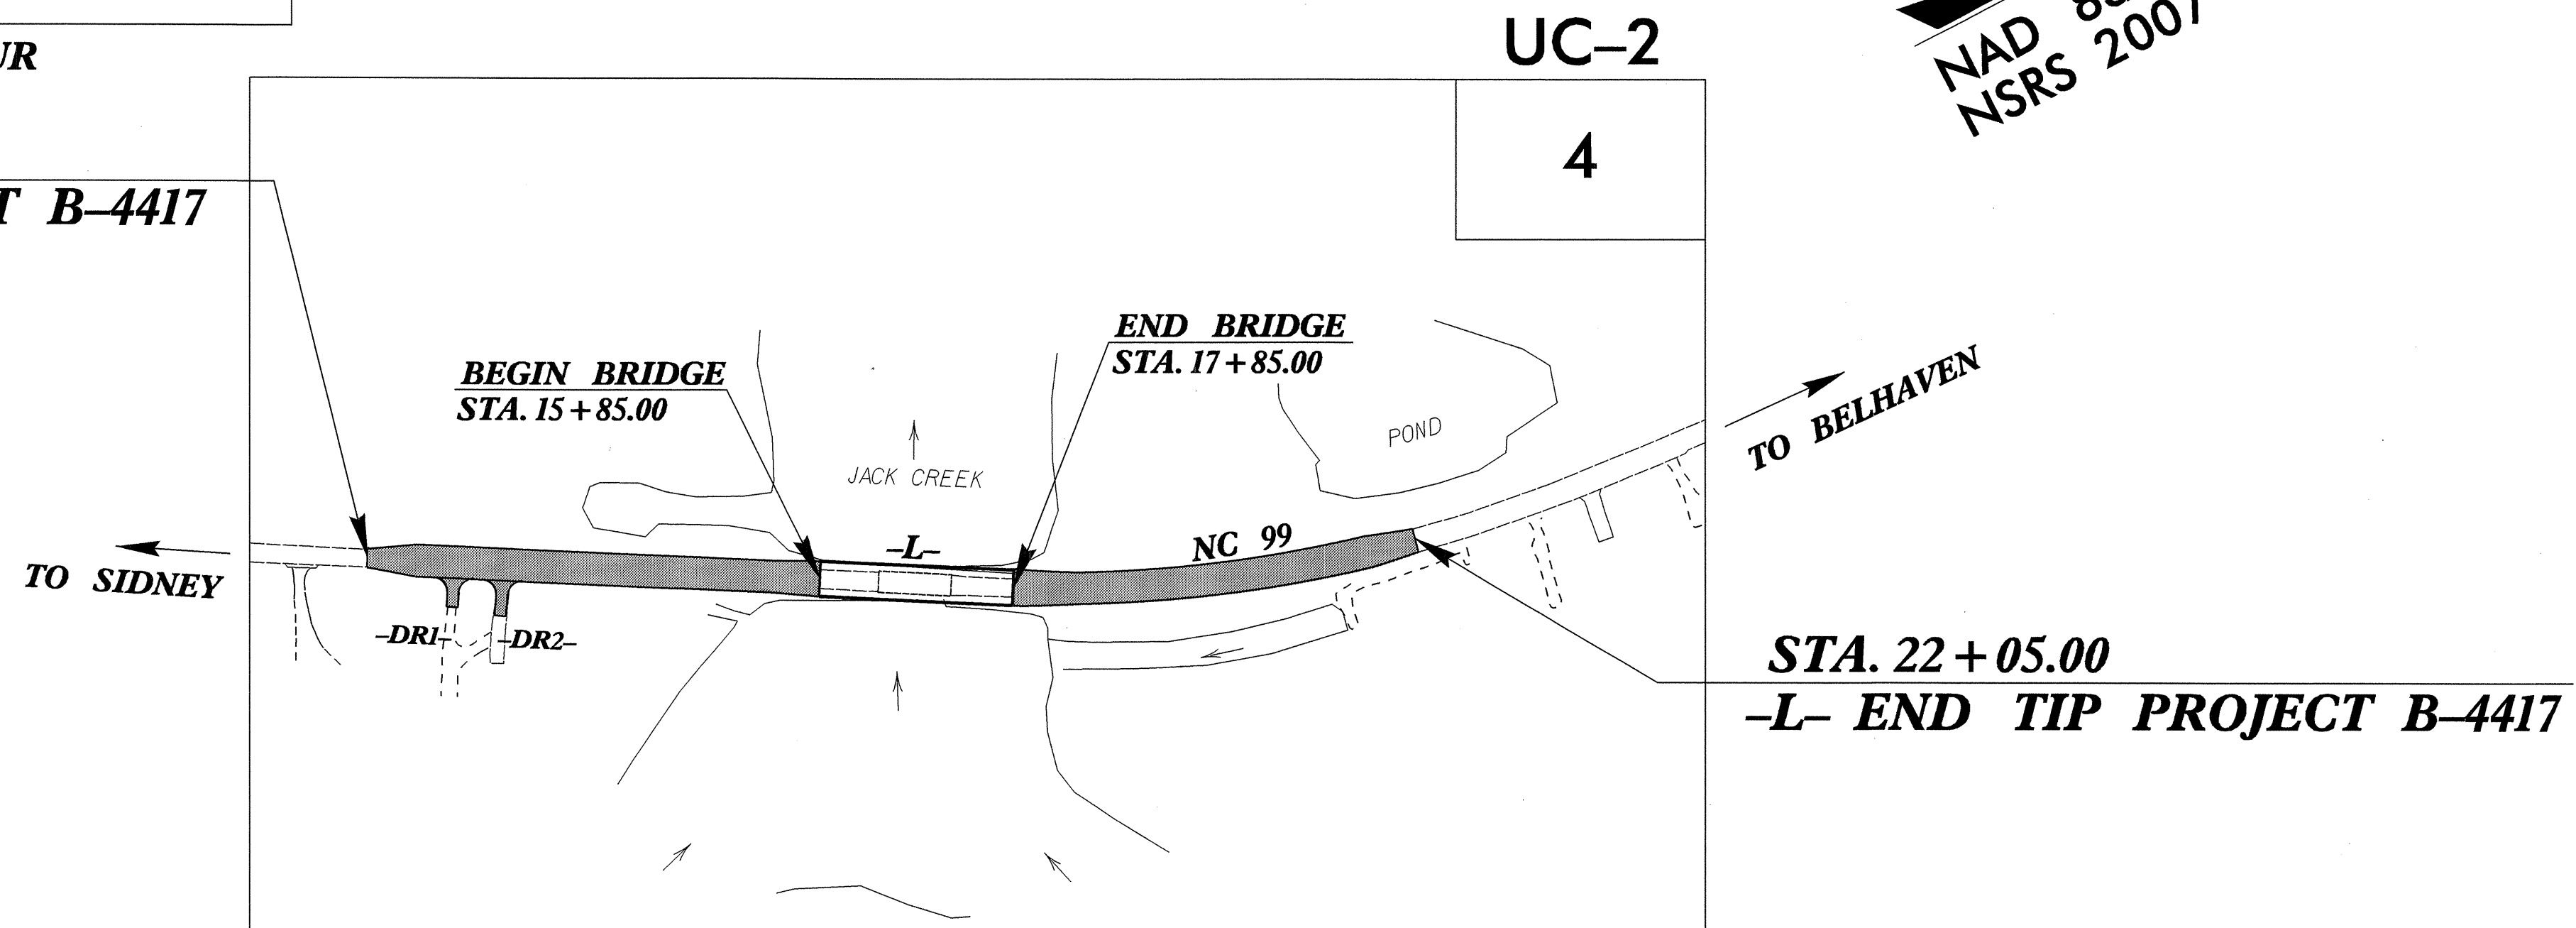 UR
UC–2
NAD 83
NSRS 2007
4
T B–4417
BEGIN BRIDGE
STA. 15+85.00
END BRIDGE
STA. 17+85.00
JACK CREEK
POND
TO BELHAVEN
–L–
NC 99
TO SIDNEY
–DR1–
–DR2–
STA. 22+05.00
–L– END TIP PROJECT B–4417